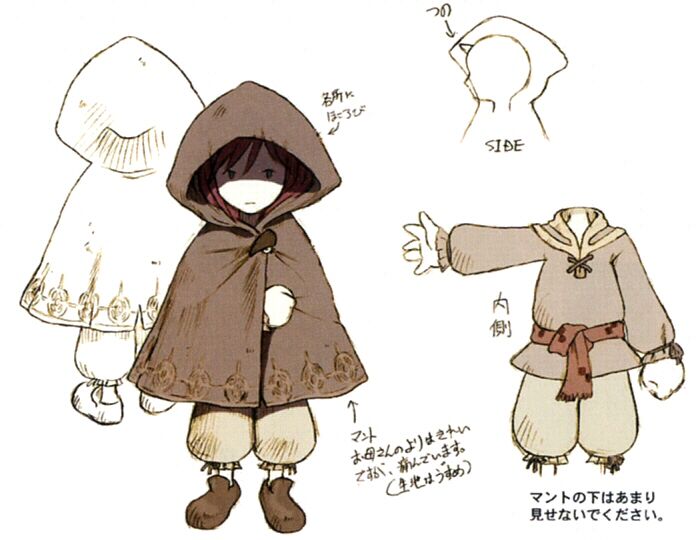 つの
SIDE
各所に
ほころび
内側
マント
お母さんのよりはきれい
ですが、痛んでいます。
(生地はうすめ)
マントの下はあまり
見せないでください。